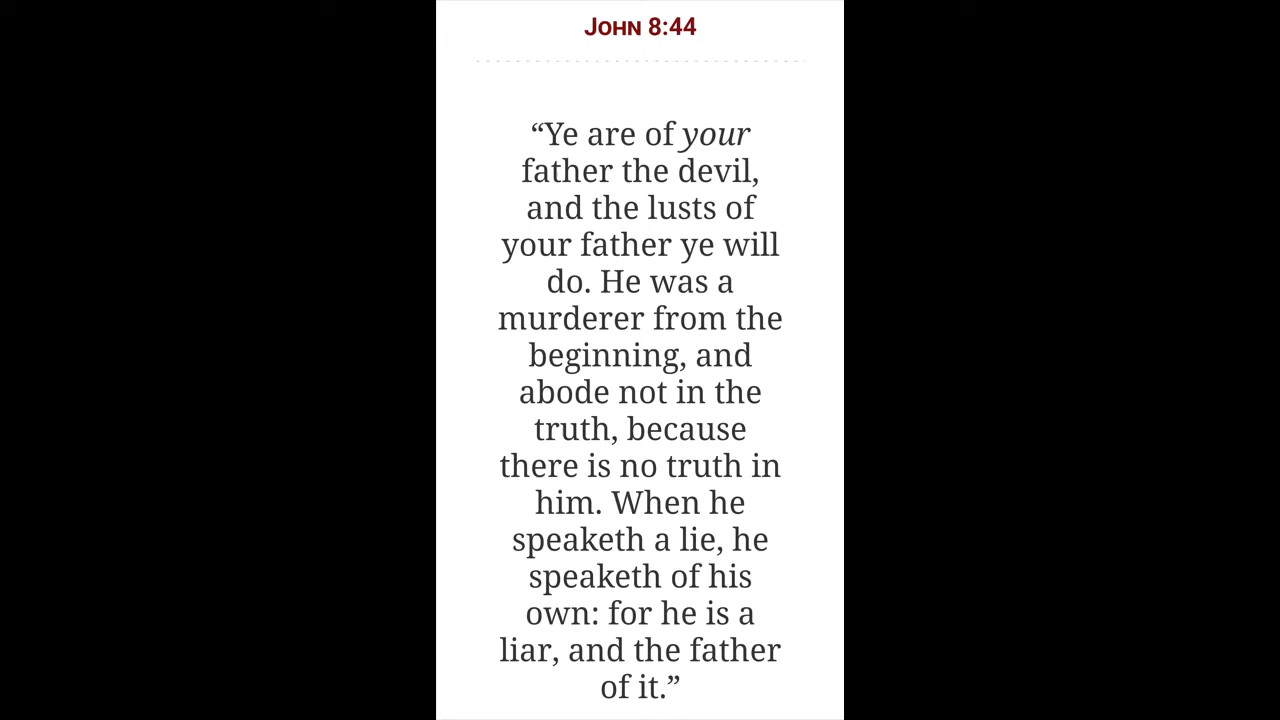 John 8:44
“Ye are of your
father the devil,
and the lusts of
your father ye will
do. He was a
murderer from the
beginning, and
abode not in the
truth, because
there is no truth in
him. When he
speaketh a lie, he
speaketh of his
own: for he is a
liar, and the father
of it.”